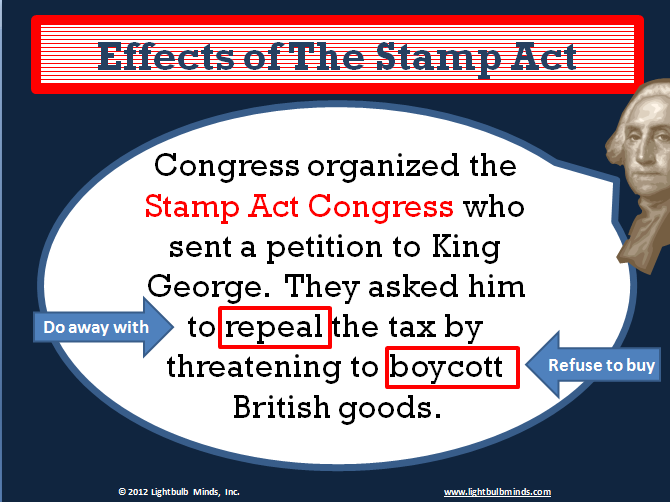 Effects of The Stamp Act
Congress organized the
Stamp Act Congress who
sent a petition to King
George. They asked him
Do away with
to repeal the tax by
threatening to boycott
Refuse to buy
British goods.
© 2012 Lightbulb Minds, Inc.
www.lightbulbminds.com